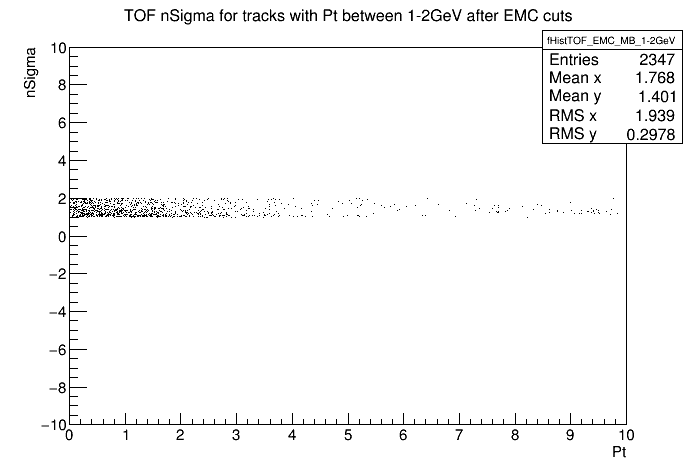 TOF nSigma for tracks with Pt between 1-2GeV after EMC cuts
fHistTOF_EMC_MB_1-2GeV
Entries 2347
Mean x 1.768
Mean y 1.401
RMS x 1.939
RMS y 0.2978
nSigma
10
8
6
4
2
0
−2
−4
−6
−8
−10
0 1 2 3 4 5 6 7 8 9 10
Pt